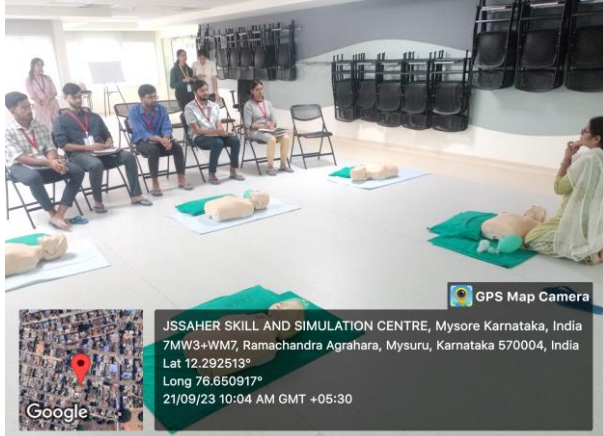 GPS Map Camera
JSSAHER SKILL AND SIMULATION CENTRE, Mysore Karnataka, India
7MW3+WM7, Ramachandra Agrahara, Mysuru, Karnataka 570004, India
Lat 12.292513°
Long 76.650917°
21/09/23 10:04 AM GMT +05:30
Google